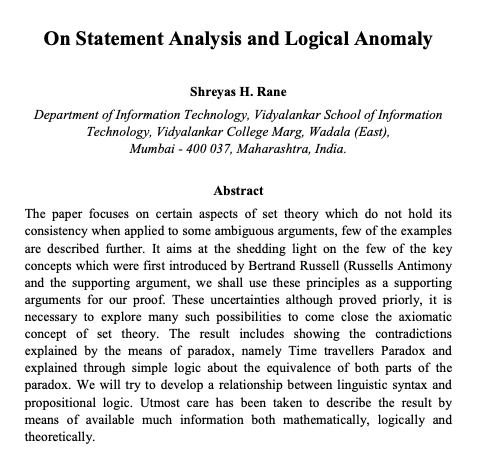 On Statement Analysis and Logical Anomaly
Shreyas H. Rane
Department of Information Technology, Vidyalankar School of Information
Technology, Vidyalankar College Marg, Wadala (East),
Mumbai - 400 037, Maharashtra, India.
Abstract
The paper focuses on certain aspects of set theory which do not hold its
consistency when applied to some ambiguous arguments, few of the examples
are described further. It aims at the shedding light on the few of the key
concepts which were first introduced by Bertrand Russell (Russells Antimony
and the supporting argument, we shall use these principles as a supporting
arguments for our proof. These uncertainties although proved priorly, it is
necessary to explore many such possibilities to come close the axiomatic
concept of set theory. The result includes showing the contradictions
explained by the means of paradox, namely Time travellers Paradox and
explained through simple logic about the equivalence of both parts of the
paradox. We will try to develop a relationship between linguistic syntax and
propositional logic. Utmost care has been taken to describe the result by
means of available much information both mathematically, logically and
theoretically.